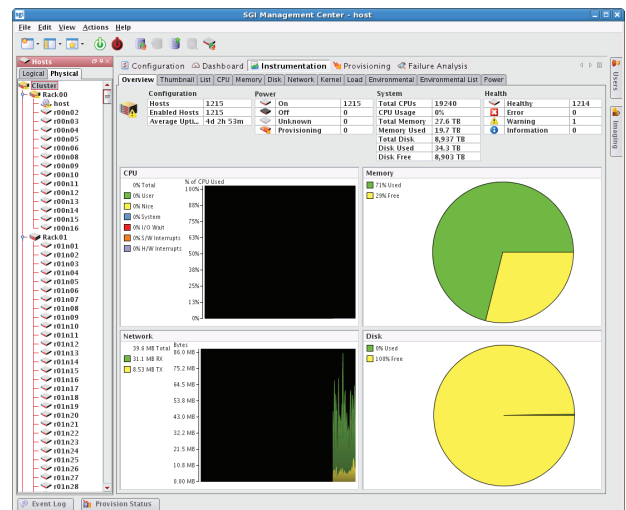 sgi SGI Management Center - host
File Edit View Actions Help
Hosts
Logical Physical
Cluster
Rack00
host
r00n02
r00n03
r00n04
r00n05
r00n06
r00n08
r00n09
r00n10
r00n11
r00n12
r00n13
r00n14
r00n15
r00n16
Rack01
r01n01
r01n02
r01n03
r01n04
r01n05
r01n06
r01n07
r01n08
r01n09
r01n10
r01n11
r01n12
r01n13
r01n14
r01n15
r01n16
r01n17
r01n18
r01n19
r01n20
r01n21
r01n22
r01n23
r01n24
r01n25
r01n26
r01n27
r01n28
Configuration Dashboard Instrumentation Provisioning Failure Analysis
Overview Thumbnail List CPU Memory Disk Network Kernel Load Environmental Environmental List Power
Configuration
Hosts 1215
Enabled Hosts 1215
Average Upti... 4d 2h 53m
Power
On 1215
Off 0
Unknown 0
Provisioning 0
System
Total CPUs 19240
CPU Usage 0%
Total Memory 27.6 TB
Memory Used 19.7 TB
Total Disk 8,937 TB
Disk Used 34.3 TB
Disk Free 8,903 TB
Health
Healthy 1214
Error 0
Warning 1
Information 0
CPU
0% Total
0% User
0% Nice
0% System
0% I/O Wait
0% S/W Interrupts
0% H/W Interrupts
% of CPU Used
100%
88%
75%
63%
50%
38%
25%
13%
0%
Memory
71% Used
29% Free
Network
39.6 MB Total
31.1 MB RX
8.53 MB TX
Bytes
86.0 MB
75.2 MB
64.5 MB
53.8 MB
43.0 MB
32.2 MB
21.5 MB
10.8 MB
0.00 MB
Disk
0% Used
100% Free
Users
Imaging
Event Log Provision Status